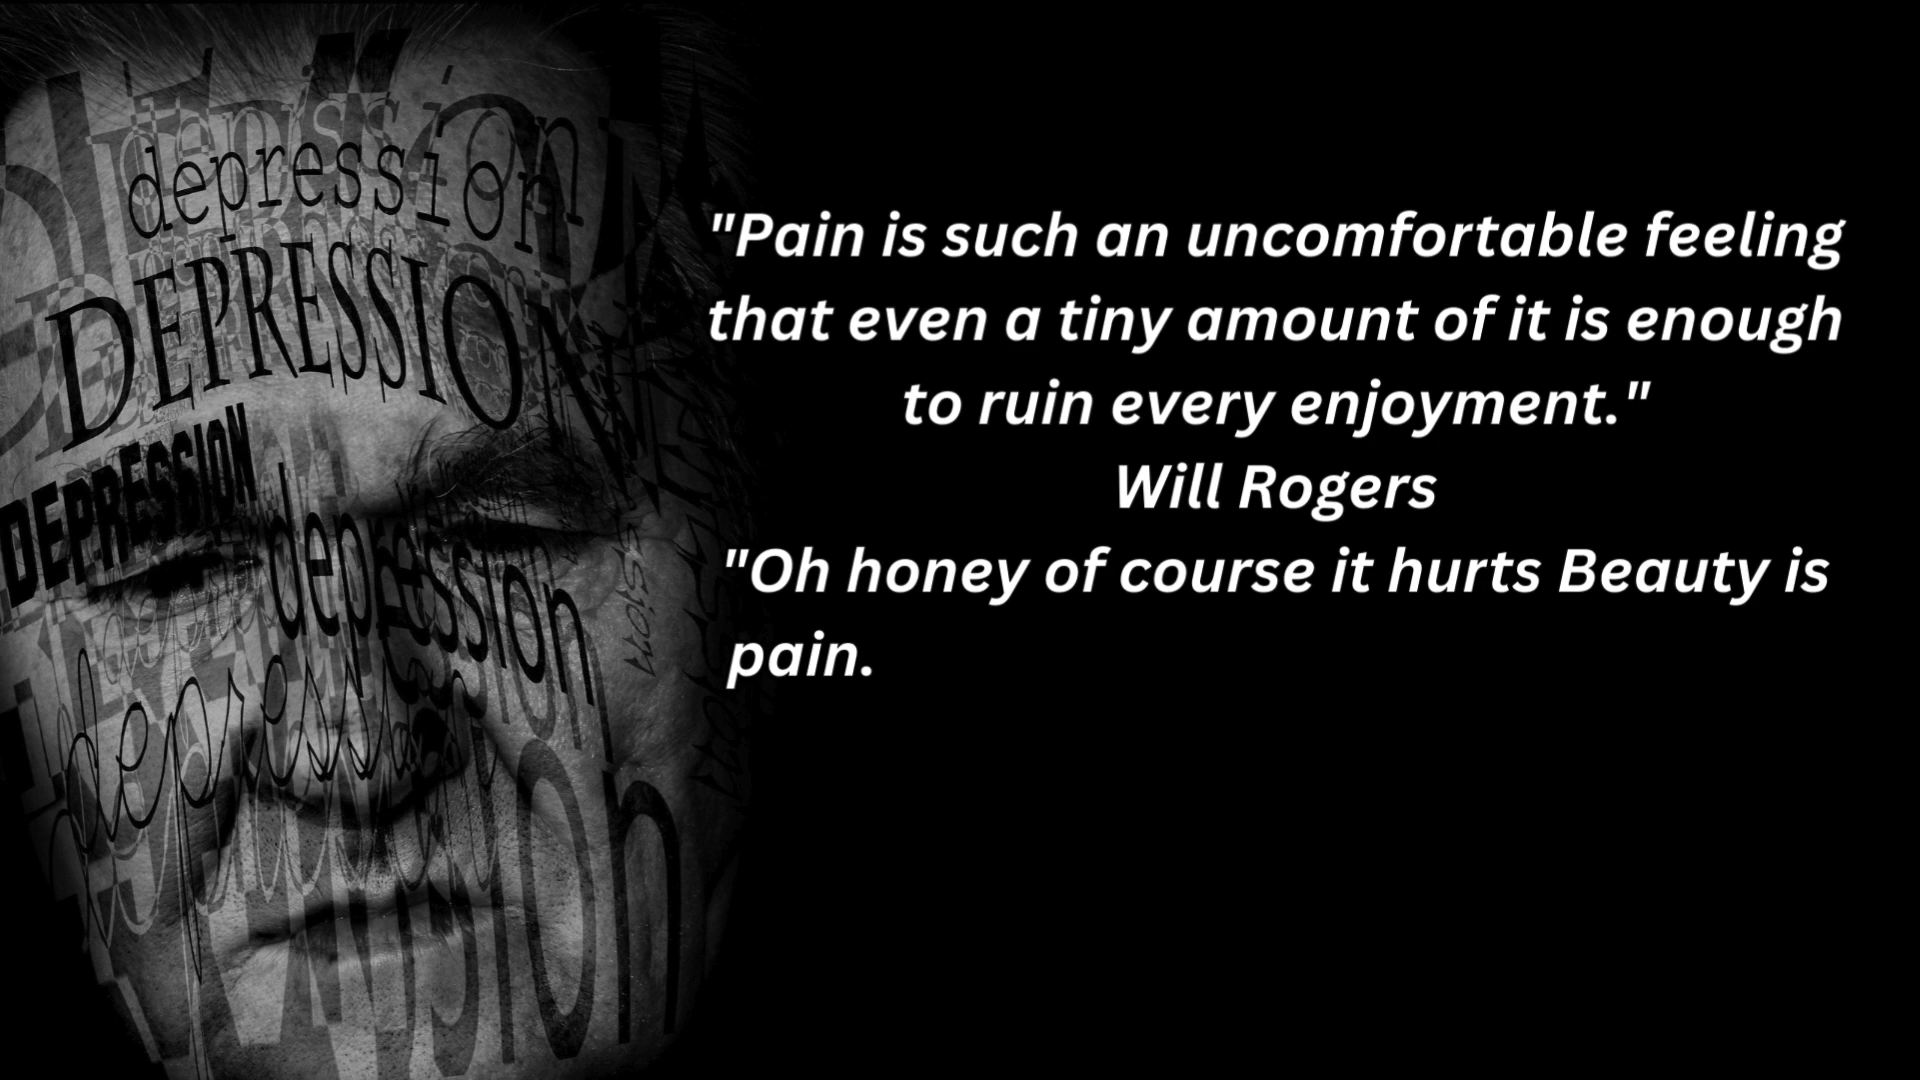 depression
DEPRESSION
DEPRESSION
depression
depression
"Pain is such an uncomfortable feeling
that even a tiny amount of it is enough
to ruin every enjoyment."
Will Rogers
"Oh honey of course it hurts Beauty is
pain.